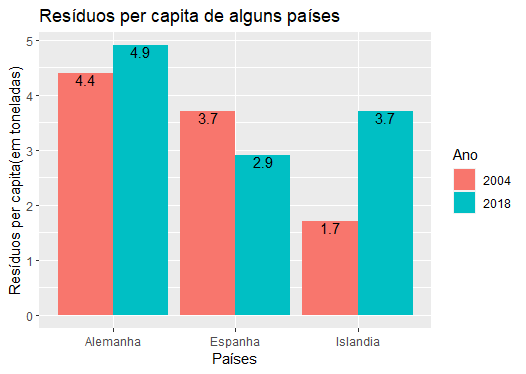 Resíduos per capita de alguns países
Resíduos per capita(em toneladas)
5
4
3
2
1
0
4.4
4.9
3.7
2.9
1.7
3.7
Alemanha
Espanha
Islandia
Países
Ano
2004
2018